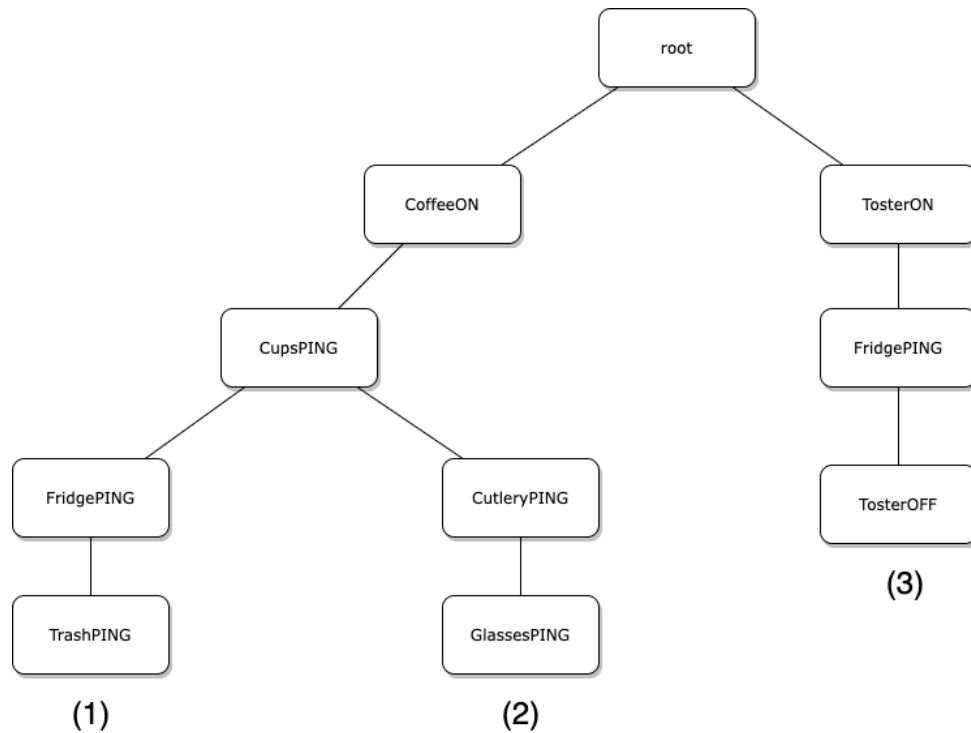 root
CoffeeON
TosterON
CupsPING
FridgePING
FridgePING
CutleryPING
TosterOFF
(3)
TrashPING
GlassesPING
(1)
(2)